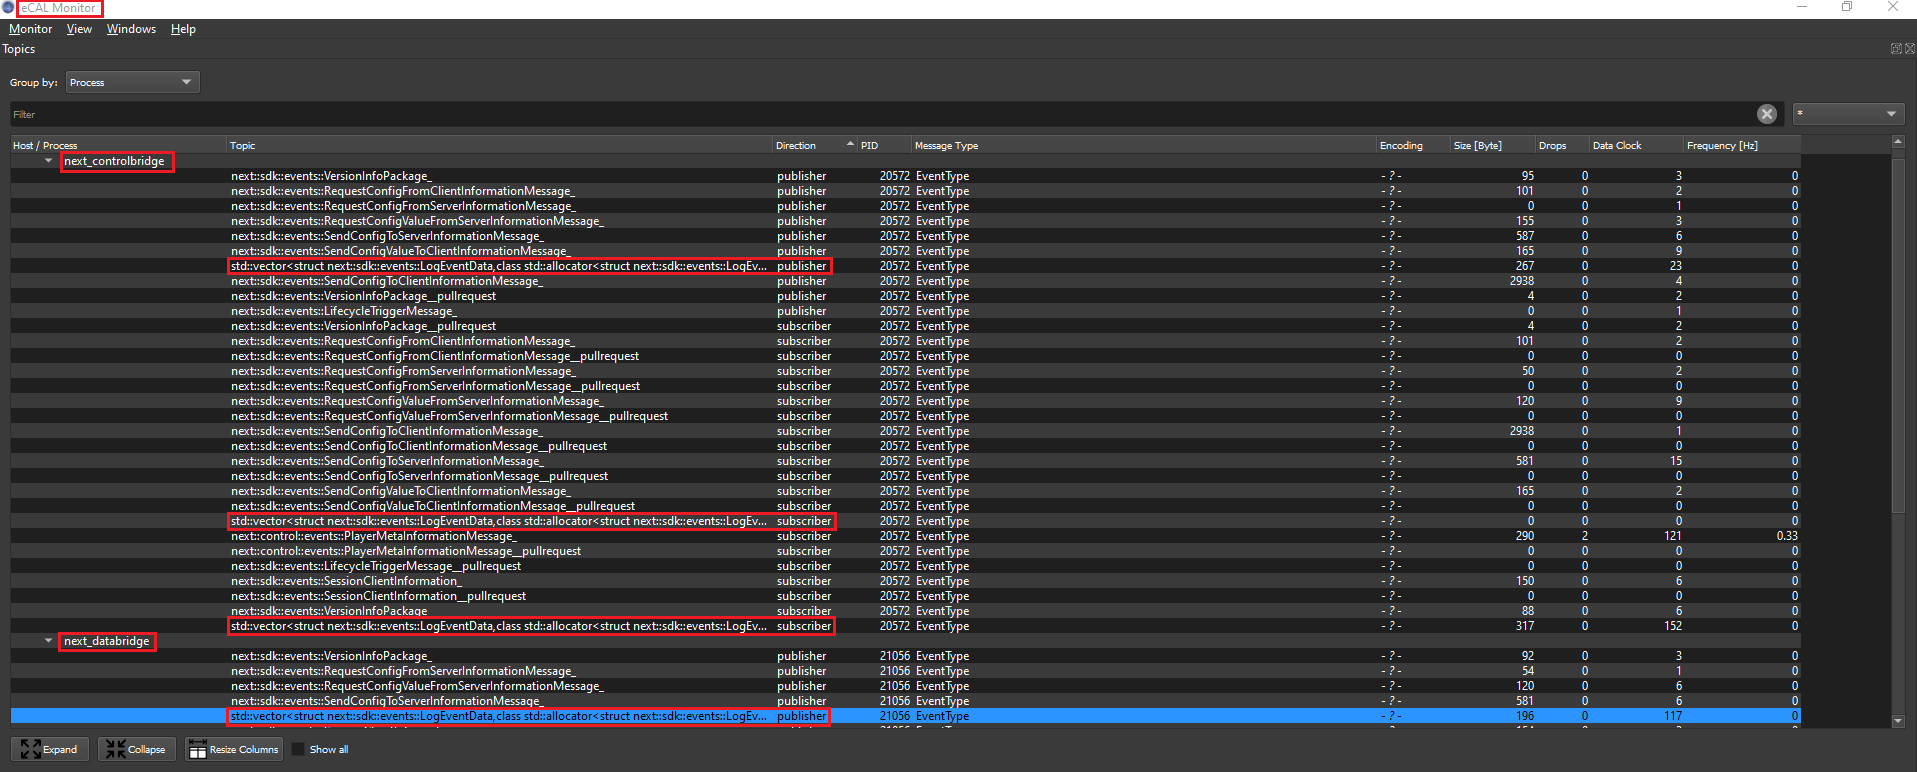 eCAL Monitor
Monitor View Windows Help
Topics
Group by: Process
Filter *
Host / Process Topic Direction PID Message Type Encoding Size [Byte] Drops Data Clock Frequency [Hz]
next_controlbridge
next::sdk::events::VersionInfoPackage_ publisher 20572 EventType - ? - 95 0 3 0
next::sdk::events::RequestConfigFromClientInformationMessage_ publisher 20572 EventType - ? - 101 0 2 0
next::sdk::events::RequestConfigFromServerInformationMessage_ publisher 20572 EventType - ? - 0 0 1 0
next::sdk::events::RequestConfigValueFromServerInformationMessage_ publisher 20572 EventType - ? - 155 0 3 0
next::sdk::events::SendConfigToServerInformationMessage_ publisher 20572 EventType - ? - 587 0 6 0
next::sdk::events::SendConfigValueToClientInformationMessage_ publisher 20572 EventType - ? - 165 0 9 0
std::vector<struct next::sdk::events::LogEventData,class std::allocator<struct next::sdk::events::LogEv... publisher 20572 EventType - ? - 267 0 23 0
next::sdk::events::SendConfigToClientInformationMessage_ publisher 20572 EventType - ? - 2938 0 4 0
next::sdk::events::VersionInfoPackage__pullrequest publisher 20572 EventType - ? - 4 0 2 0
next::sdk::events::LifecycleTriggerMessage_ publisher 20572 EventType - ? - 0 0 1 0
next::sdk::events::VersionInfoPackage__pullrequest subscriber 20572 EventType - ? - 4 0 2 0
next::sdk::events::RequestConfigFromClientInformationMessage_ subscriber 20572 EventType - ? - 101 0 2 0
next::sdk::events::RequestConfigFromClientInformationMessage__pullrequest subscriber 20572 EventType - ? - 0 0 0 0
next::sdk::events::RequestConfigFromServerInformationMessage_ subscriber 20572 EventType - ? - 50 0 2 0
next::sdk::events::RequestConfigFromServerInformationMessage__pullrequest subscriber 20572 EventType - ? - 0 0 0 0
next::sdk::events::RequestConfigValueFromServerInformationMessage_ subscriber 20572 EventType - ? - 120 0 9 0
next::sdk::events::RequestConfigValueFromServerInformationMessage__pullrequest subscriber 20572 EventType - ? - 0 0 0 0
next::sdk::events::SendConfigToClientInformationMessage_ subscriber 20572 EventType - ? - 2938 0 1 0
next::sdk::events::SendConfigToClientInformationMessage__pullrequest subscriber 20572 EventType - ? - 0 0 0 0
next::sdk::events::SendConfigToServerInformationMessage_ subscriber 20572 EventType - ? - 581 0 15 0
next::sdk::events::SendConfigToServerInformationMessage__pullrequest subscriber 20572 EventType - ? - 0 0 0 0
next::sdk::events::SendConfigValueToClientInformationMessage_ subscriber 20572 EventType - ? - 165 0 2 0
next::sdk::events::SendConfigValueToClientInformationMessage__pullrequest subscriber 20572 EventType - ? - 0 0 0 0
std::vector<struct next::sdk::events::LogEventData,class std::allocator<struct next::sdk::events::LogEv... subscriber 20572 EventType - ? - 0 0 0 0
next::control::events::PlayerMetaInformationMessage_ subscriber 20572 EventType - ? - 290 2 121 0.33
next::control::events::PlayerMetaInformationMessage__pullrequest subscriber 20572 EventType - ? - 0 0 0 0
next::sdk::events::LifecycleTriggerMessage__pullrequest subscriber 20572 EventType - ? - 0 0 0 0
next::sdk::events::SessionClientInformation_ subscriber 20572 EventType - ? - 150 0 6 0
next::sdk::events::SessionClientInformation__pullrequest subscriber 20572 EventType - ? - 0 0 0 0
next::sdk::events::VersionInfoPackage_ subscriber 20572 EventType - ? - 88 0 6 0
std::vector<struct next::sdk::events::LogEventData,class std::allocator<struct next::sdk::events::LogEv... subscriber 20572 EventType - ? - 317 0 152 0
next_databridge
next::sdk::events::VersionInfoPackage_ publisher 21056 EventType - ? - 92 0 3 0
next::sdk::events::RequestConfigFromServerInformationMessage_ publisher 21056 EventType - ? - 54 0 1 0
next::sdk::events::RequestConfigValueFromServerInformationMessage_ publisher 21056 EventType - ? - 120 0 6 0
next::sdk::events::SendConfigToServerInformationMessage_ publisher 21056 EventType - ? - 581 0 6 0
std::vector<struct next::sdk::events::LogEventData,class std::allocator<struct next::sdk::events::LogEv... publisher 21056 EventType - ? - 196 0 117 0
Expand Collapse Resize Columns Show all